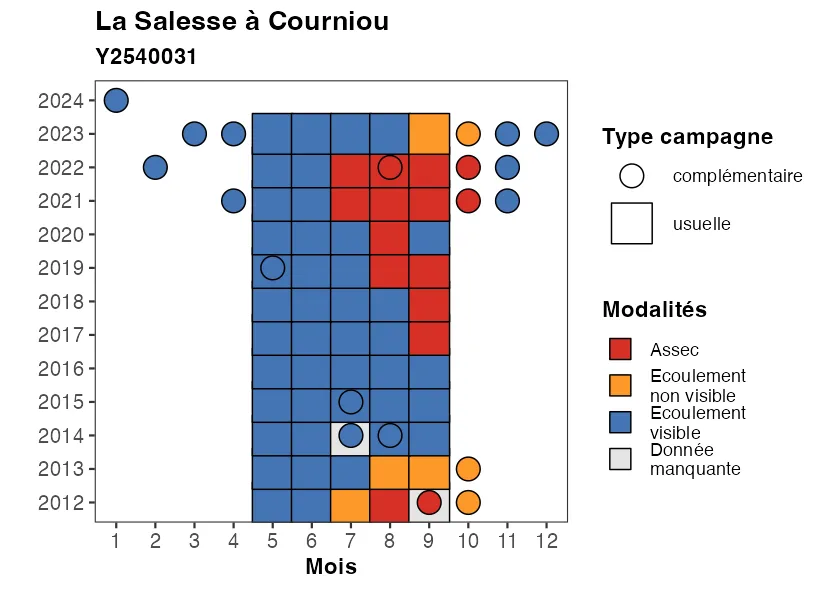 La Salesse à Courniou
Y2540031
2024
2023
2022
2021
2020
2019
2018
2017
2016
2015
2014
2013
2012
1 2 3 4 5 6 7 8 9 10 11 12
Mois
Type campagne
complémentaire
usuelle
Modalités
Assec
Ecoulement
non visible
Ecoulement
visible
Donnée
manquante